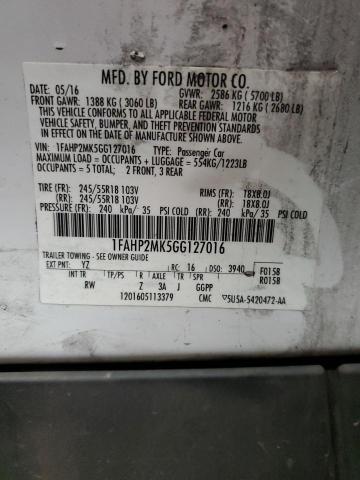 MFD. BY FORD MOTOR CO.
DATE: 05/16 GVWR: 2586 KG ( 5700 LB)
FRONT GAWR: 1388 KG ( 3060 LB) REAR GAWR: 1216 KG ( 2680 LB)
THIS VEHICLE CONFORMS TO ALL APPLICABLE FEDERAL MOTOR
VEHICLE SAFETY, BUMPER, AND THEFT PREVENTION STANDARDS IN
EFFECT ON THE DATE OF MANUFACTURE SHOWN ABOVE.
VIN: 1FAHP2MK5GG127016 TYPE: Passenger Car
MAXIMUM LOAD = OCCUPANTS + LUGGAGE = 554KG/1223LB
OCCUPANTS = 5 TOTAL; 2 FRONT, 3 REAR
TIRE (FR): 245/55R18 103V RIMS (FR): 18X8.0J
TIRE (RR): 245/55R18 103V RIMS (RR): 18X8.0J
PRESSURE (FR): 240 kPa/ 35 PSI COLD (RR): 240 kPa/ 35 PSI COLD
1FAHP2MK5GG127016
TRAILER TOWING - SEE OWNER GUIDE
EXT PNT: YZ RC: 16 DSO: 3940 F0158
R0158
INT TR TP/PS R AXLE TR SPR
RW Z 3A J GGPP
1201605113379 CMC 5U5A-5420472-AA